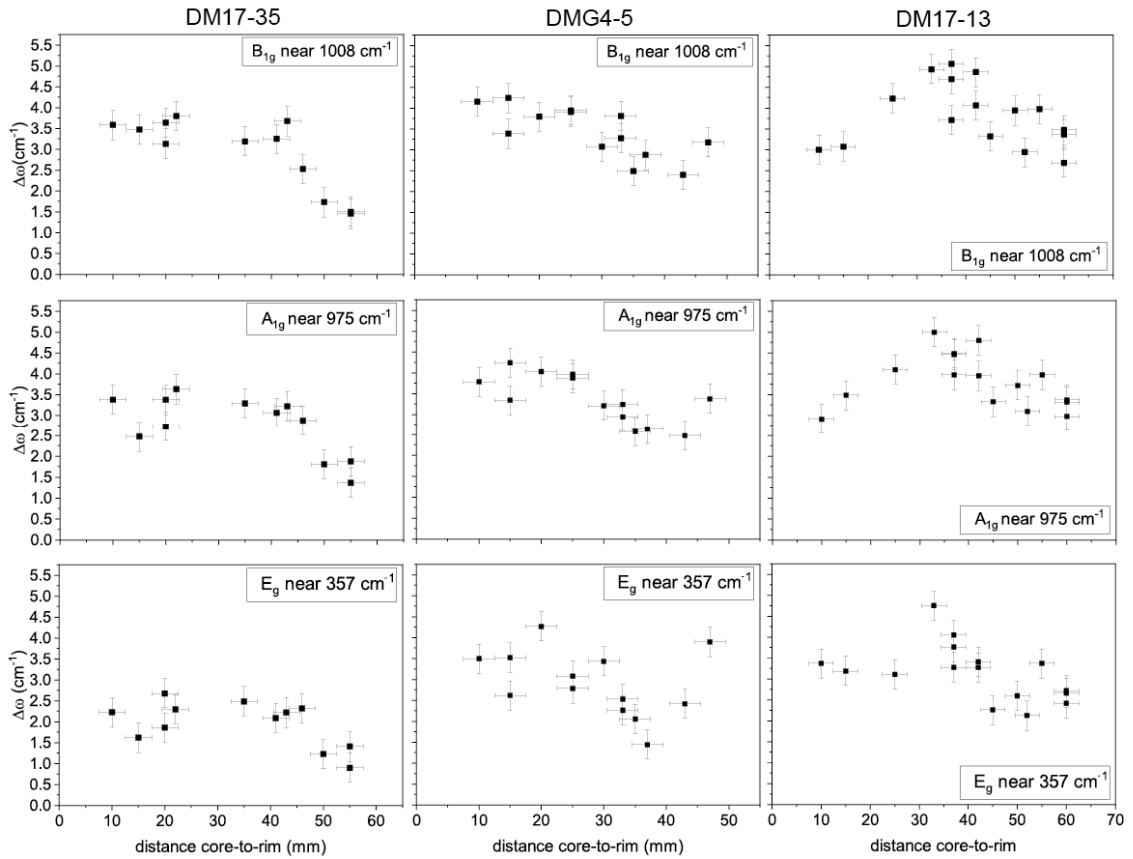 DM17-35 DMG4-5 DM17-13
5.5
5.0
4.5
4.0
3.5
3.0
2.5
2.0
1.5
1.0
0.5
0.0
Δω(cm⁻¹)
B₁g near 1008 cm⁻¹
B₁g near 1008 cm⁻¹
B₁g near 1008 cm⁻¹
5.5
5.0
4.5
4.0
3.5
3.0
2.5
2.0
1.5
1.0
0.5
0.0
Δω (cm⁻¹)
A₁g near 975 cm⁻¹
A₁g near 975 cm⁻¹
A₁g near 975 cm⁻¹
5.5
5.0
4.5
4.0
3.5
3.0
2.5
2.0
1.5
1.0
0.5
0.0
Δω (cm⁻¹)
Eg near 357 cm⁻¹
Eg near 357 cm⁻¹
Eg near 357 cm⁻¹
0 10 20 30 40 50 60 0 10 20 30 40 50 10 20 30 40 50 60 70
distance core-to-rim (mm) distance core-to-rim (mm) distance core-to-rim